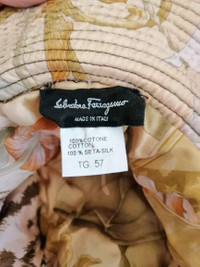 Salvatore Ferragamo
MADE IN ITALY
100% COTONE
COTTON
100 % SETA-SILK
TG. 57